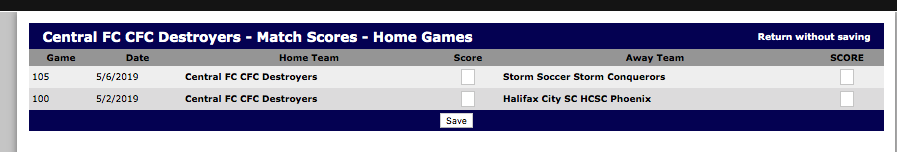 Central FC CFC Destroyers - Match Scores - Home Games Return without saving
Game Date Home Team Score Away Team SCORE
105 5/6/2019 Central FC CFC Destroyers Storm Soccer Storm Conquerors
100 5/2/2019 Central FC CFC Destroyers Halifax City SC HCSC Phoenix
Save